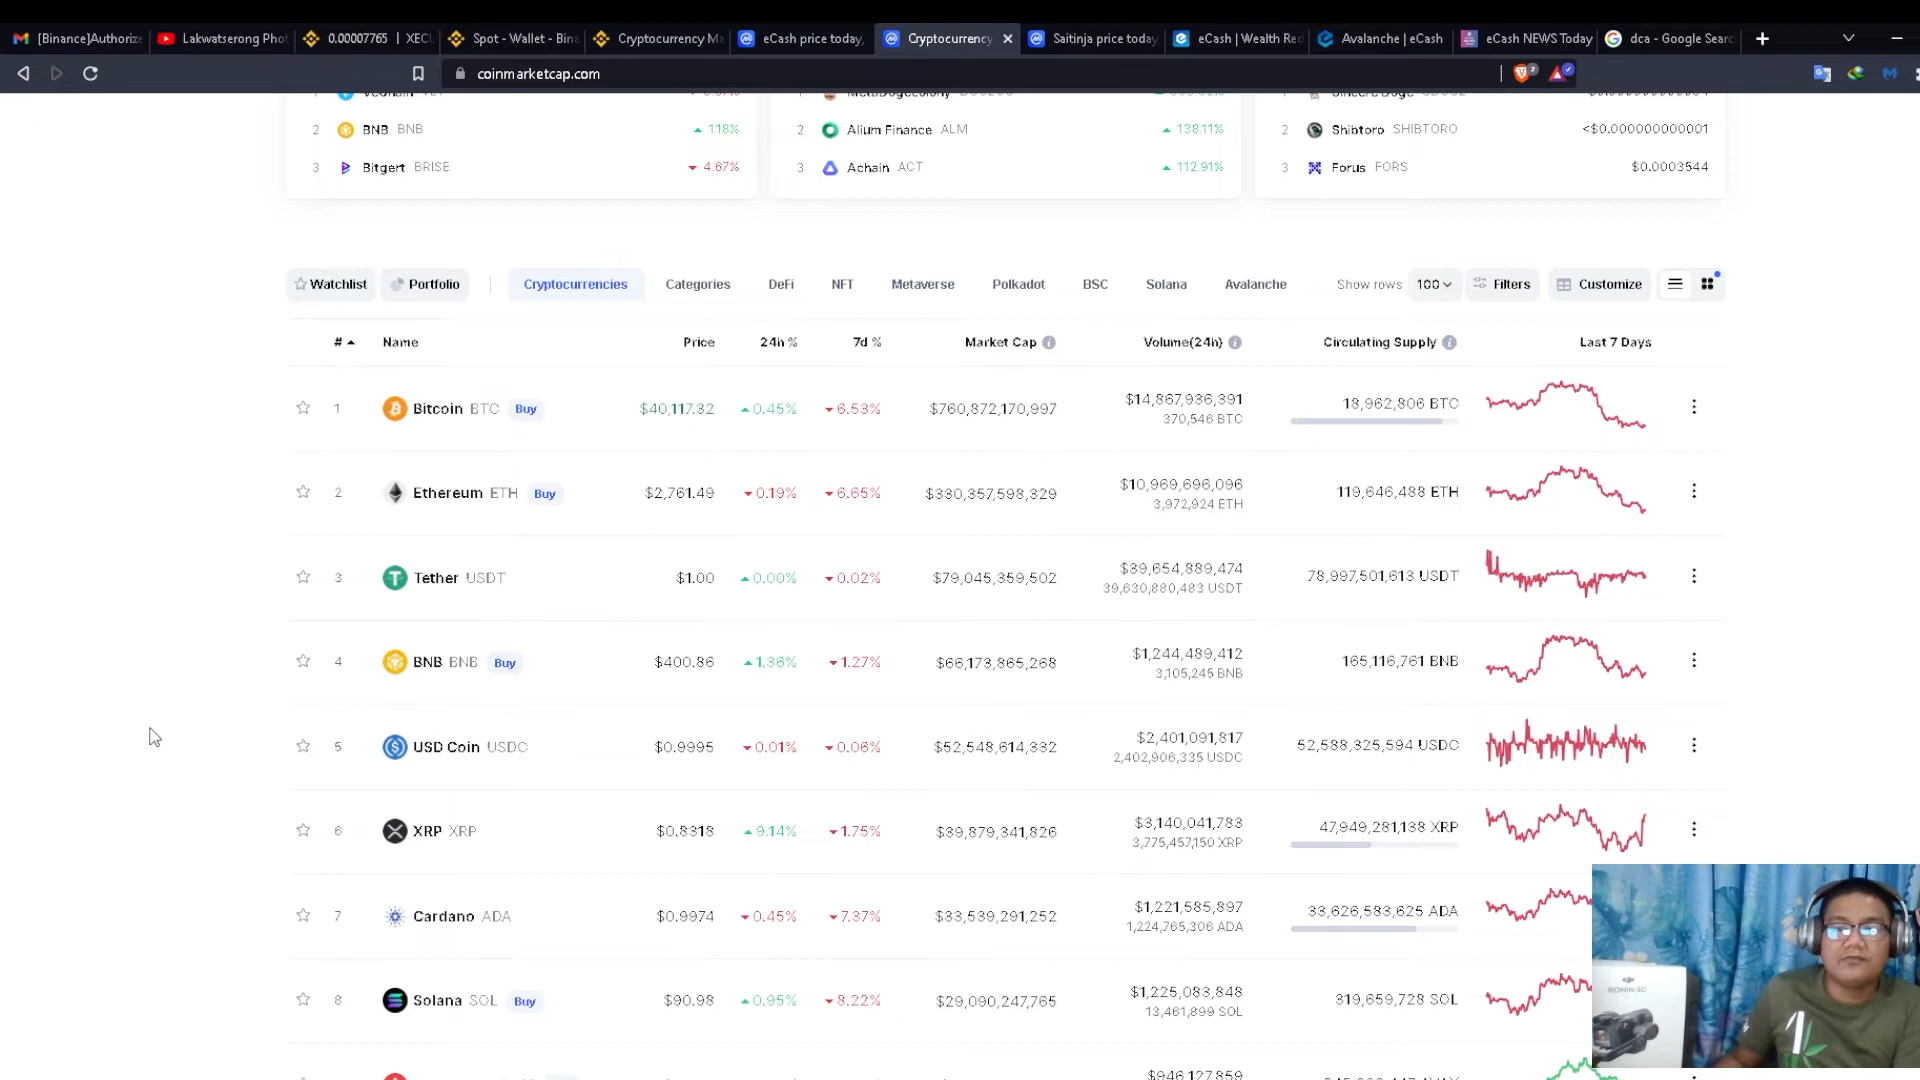 [Binance]Authoriz
Lakwatserong Pho
0.00007765 | XEC
Spot - Wallet - Bin
Cryptocurrency Ma
eCash price today,
Cryptocurrency
Saitinja price today
eCash | Wealth Red
Avalanche | eCash
eCash NEWS Today
dca - Google Searc
coinmarketcap.com
2 BNB BNB 1.18%
2 Alium Finance ALM 138.11%
2 Shibtoro SHIBTORO <$0.000000000001
3 Bitgert BRISE 4.67%
3 Achain ACT 112.91%
3 Forus FORS $0.0003544
Watchlist Portfolio Cryptocurrencies Categories DeFi NFT Metaverse Polkadot BSC Solana Avalanche Show rows 100 Filters Customize
# Name Price 24h % 7d % Market Cap Volume(24h) Circulating Supply Last 7 Days
1 Bitcoin BTC Buy $40,117.32 0.45% 6.53% $760,872,170,997 $14,867,936,391 18,962,806 BTC
370,546 BTC
2 Ethereum ETH Buy $2,761.49 0.19% 6.65% $330,357,598,329 $10,969,696,096 119,646,488 ETH
3,972,924 ETH
3 Tether USDT $1.00 0.00% 0.02% $79,045,359,502 $39,654,889,474 78,997,501,613 USDT
39,630,880,483 USDT
4 BNB BNB Buy $400.86 1.36% 1.27% $66,173,865,268 $1,244,489,412 165,116,761 BNB
3,105,245 BNB
5 USD Coin USDC $0.9995 0.01% 0.06% $52,548,614,332 $2,401,091,817 52,588,325,594 USDC
2,402,906,335 USDC
6 XRP XRP $0.8318 9.14% 1.75% $39,879,341,826 $3,140,041,783 47,949,281,138 XRP
3,775,457,150 XRP
7 Cardano ADA $0.9974 0.45% 7.37% $33,539,291,252 $1,221,585,897 33,626,583,625 ADA
1,224,765,306 ADA
8 Solana SOL Buy $90.98 0.95% 8.22% $29,090,247,765 $1,225,083,848 319,659,728 SOL
13,461,899 SOL
$946,127,859
dji
RONIN-SC